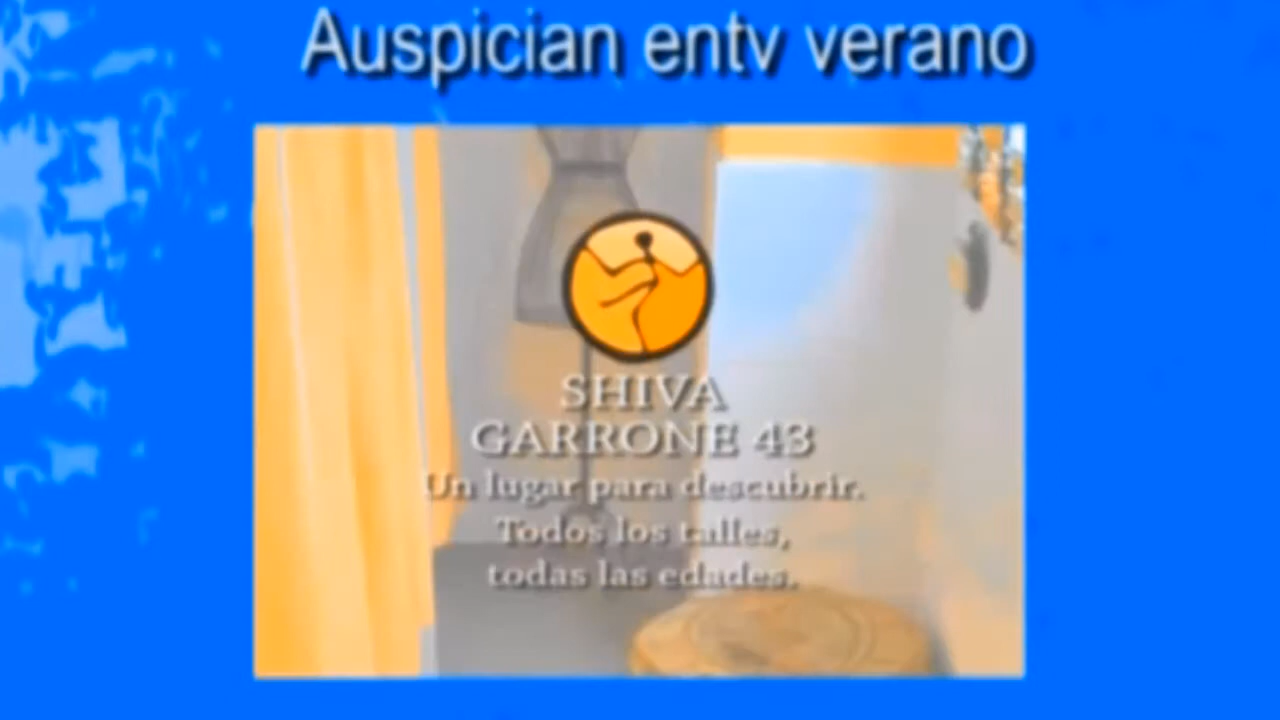 Auspician entv verano
SHIVA
GARRONE 43
Un lugar para descubrir.
Todos los talles,
todas las edades.